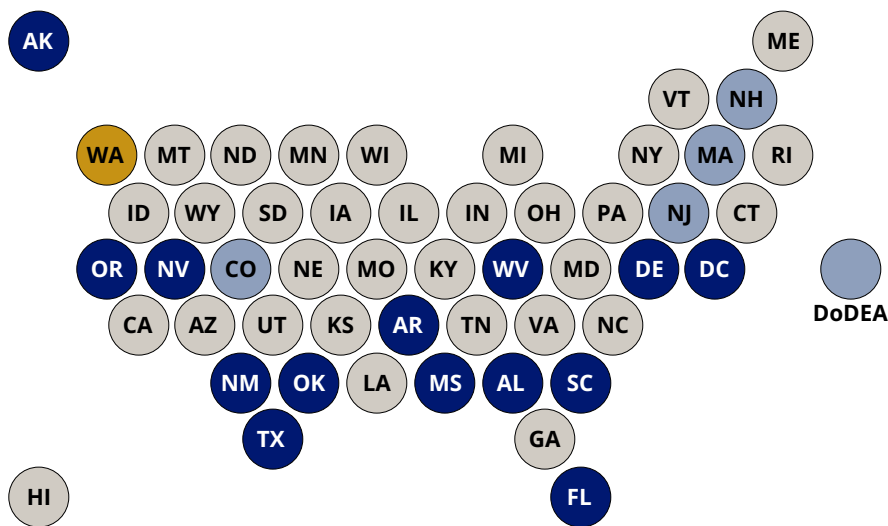 AK ME
VT NH
WA MT ND MN WI MI NY MA RI
ID WY SD IA IL IN OH PA NJ CT
OR NV CO NE MO KY WV MD DE DC
DoDEA
CA AZ UT KS AR TN VA NC
NM OK LA MS AL SC
TX GA
HI FL